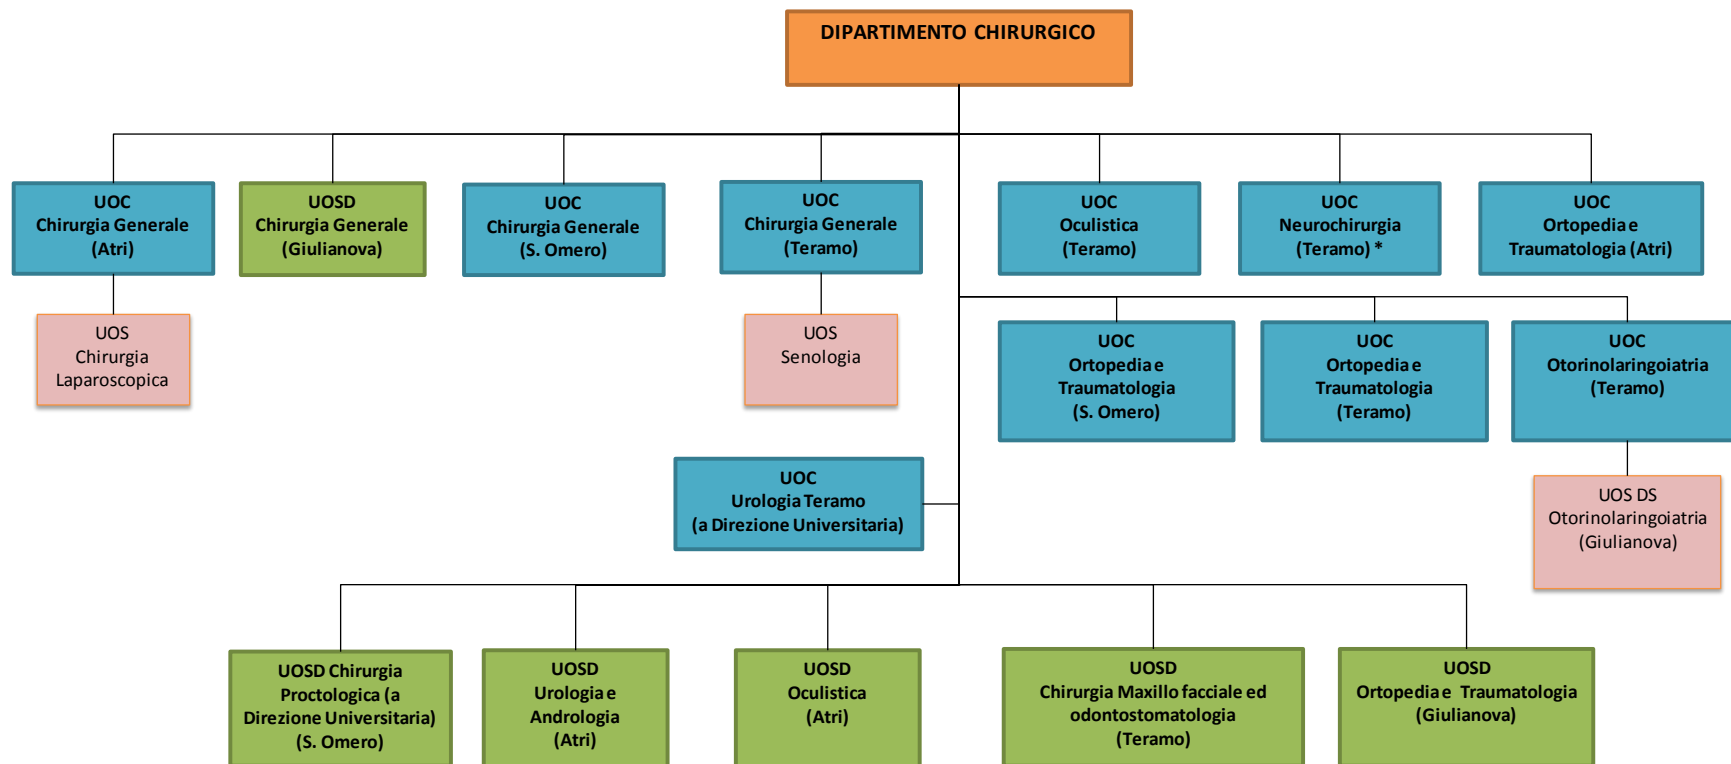 DIPARTIMENTO CHIRURGICO
UOC
Chirurgia Generale
(Atri)
UOSD
Chirurgia Generale
(Giulianova)
UOC
Chirurgia Generale
(S. Omero)
UOC
Chirurgia Generale
(Teramo)
UOC
Oculistica
(Teramo)
UOC
Neurochirurgia
(Teramo) *
UOC
Ortopedia e
Traumatologia (Atri)
UOS
Chirurgia
Laparoscopica
UOS
Senologia
UOC
Ortopedia e
Traumatologia
(S. Omero)
UOC
Ortopedia e
Traumatologia
(Teramo)
UOC
Otorinolaringoiatria
(Teramo)
UOC
Urologia Teramo
(a Direzione Universitaria)
UOS DS
Otorinolaringoiatria
(Giulianova)
UOSD Chirurgia
Proctologica (a
Direzione Universitaria)
(S. Omero)
UOSD
Urologia e
Andrologia
(Atri)
UOSD
Oculistica
(Atri)
UOSD
Chirurgia Maxillo facciale ed
odontostomatologia
(Teramo)
UOSD
Ortopedia e Traumatologia
(Giulianova)